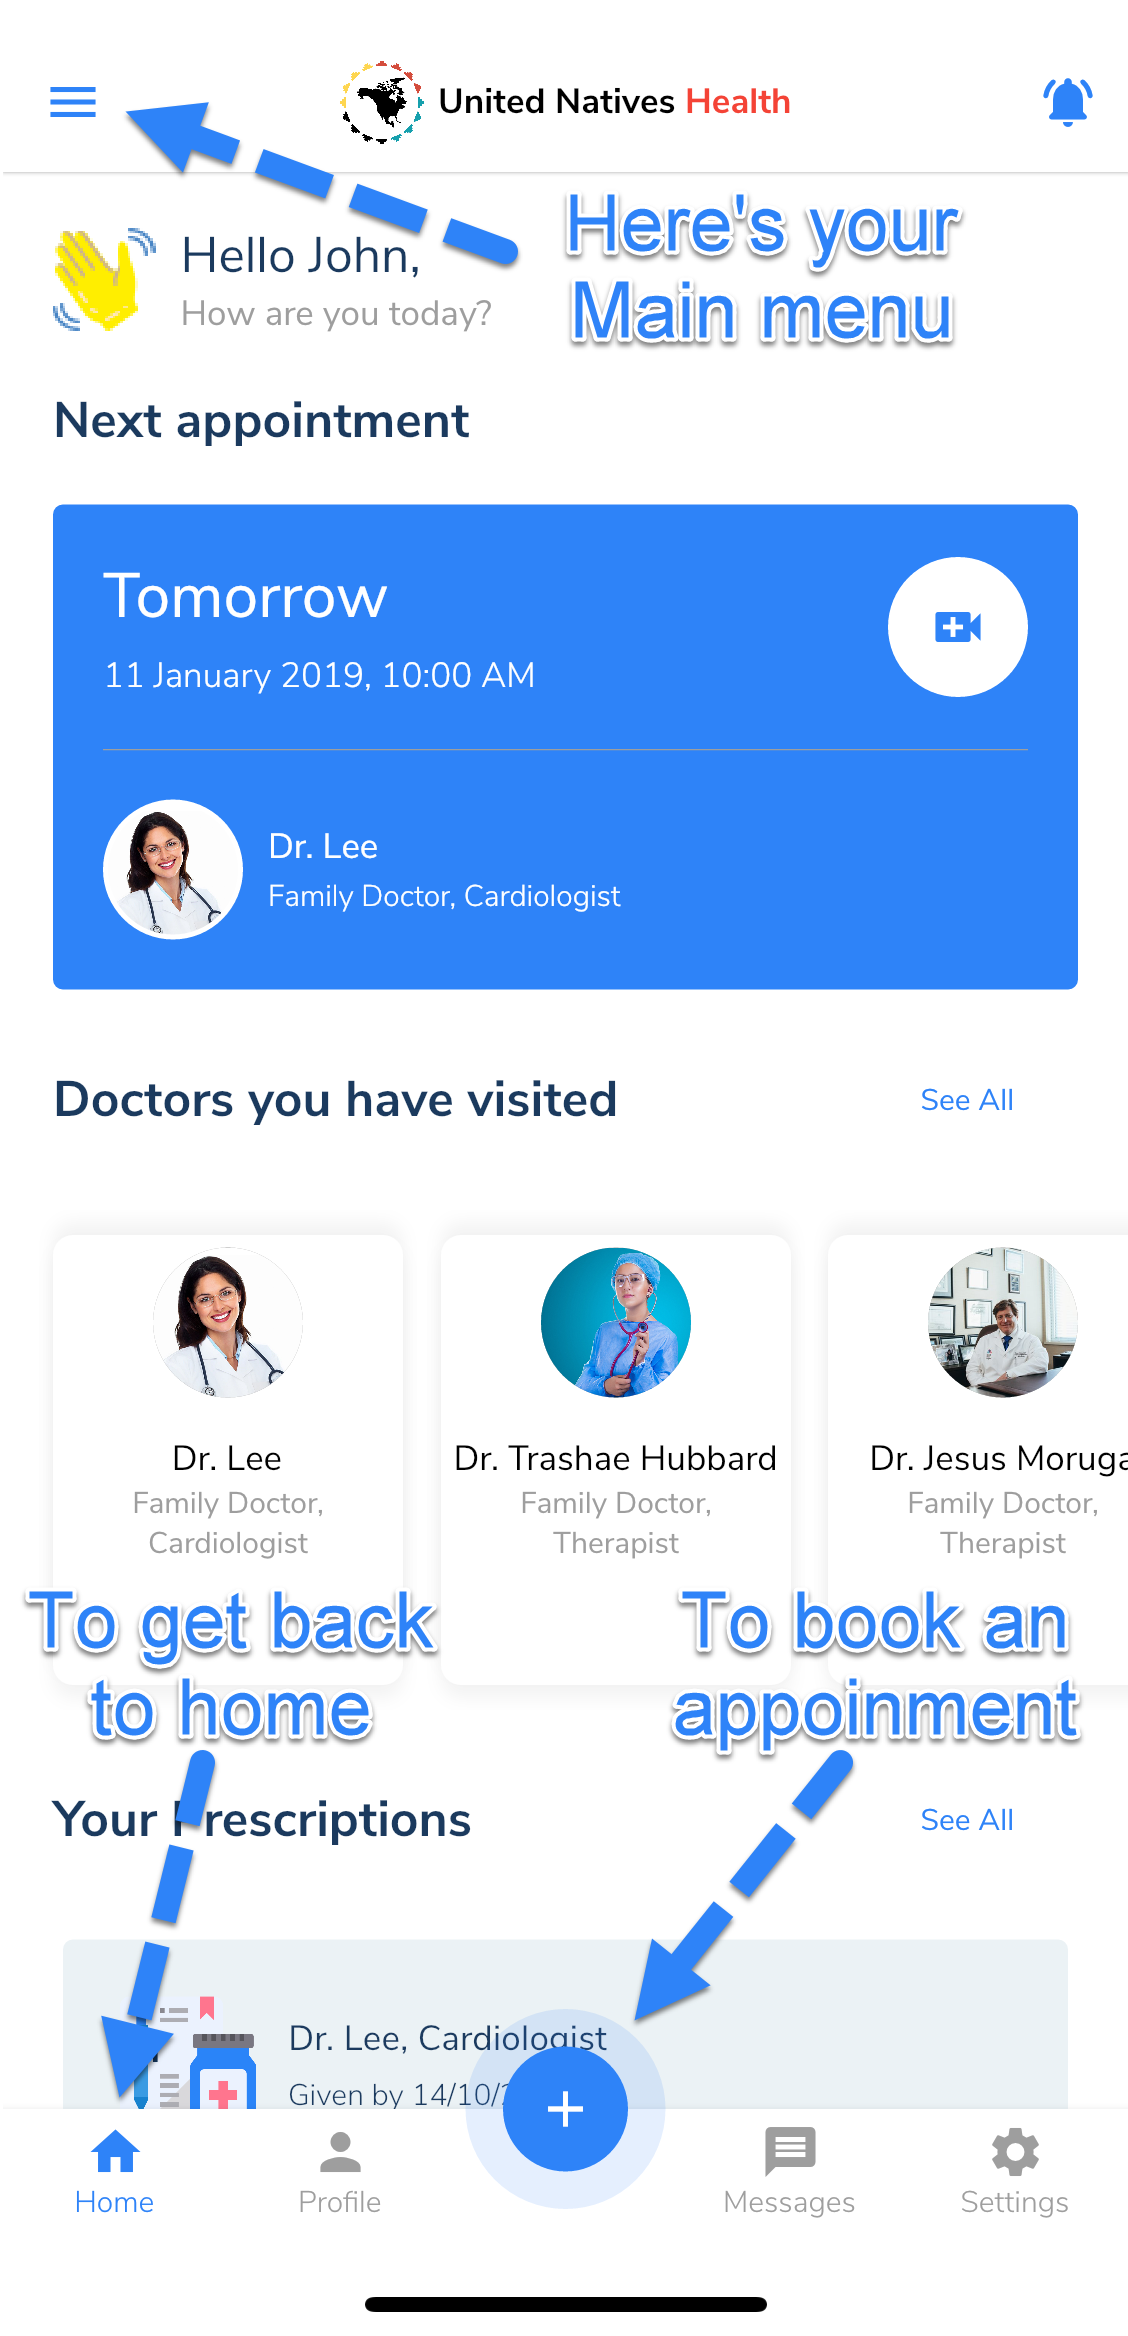 United Natives Health
Hello John,
How are you today?
Here's your
Main menu
Next appointment
Tomorrow
11 January 2019, 10:00 AM
Dr. Lee
Family Doctor, Cardiologist
Doctors you have visited
See All
Dr. Lee
Family Doctor,
Cardiologist
Dr. Trashae Hubbard
Family Doctor,
Therapist
Dr. Jesus Moruga
Family Doctor,
Therapist
To get back
to home
To book an
appoinment
Your Prescriptions
See All
Dr. Lee, Cardiologist
Given by 14/10/
Home
Profile
Messages
Settings